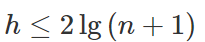 h ≤ 2 lg (n + 1)